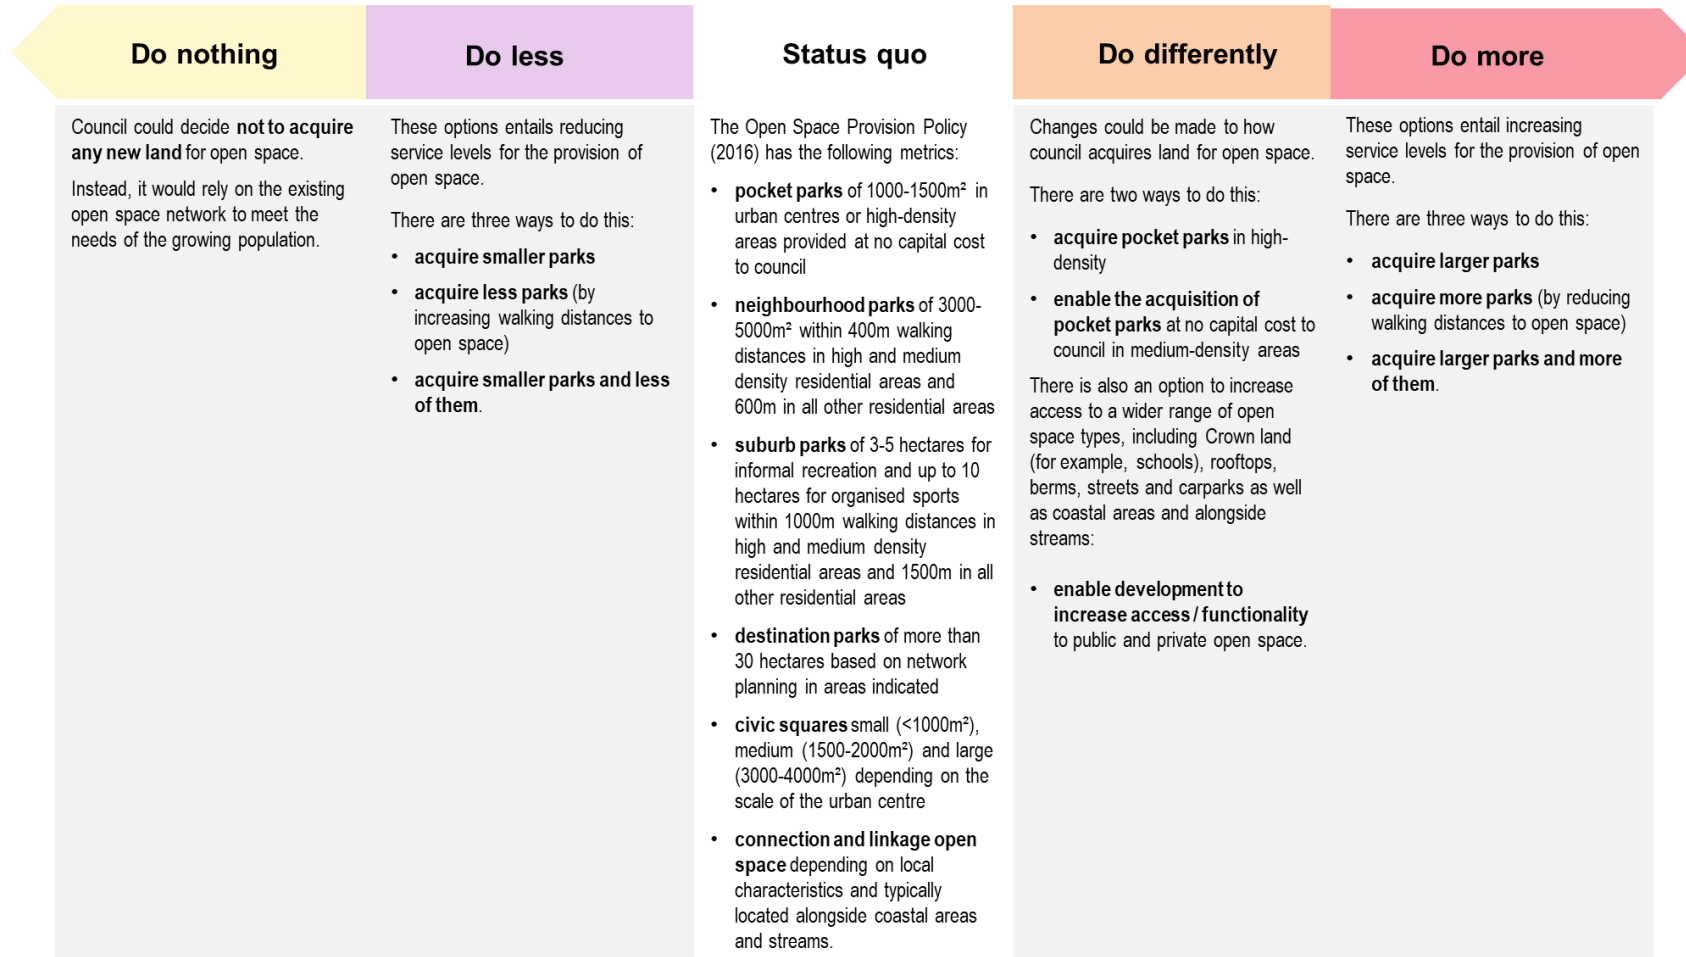 Do nothing
Council could decide not to acquire
any new land for open space.
Instead, it would rely on the existing
open space network to meet the
needs of the growing population.
Do less
These options entails reducing
service levels for the provision of
open space.
There are three ways to do this:
• acquire smaller parks
• acquire less parks (by
increasing walking distances to
open space)
• acquire smaller parks and less
of them.
Status quo
The Open Space Provision Policy
(2016) has the following metrics:
• pocket parks of 1000-1500m² in
urban centres or high-density
areas provided at no capital cost
to council
• neighbourhood parks of 3000-
5000m² within 400m walking
distances in high and medium
density residential areas and
600m in all other residential areas
• suburb parks of 3-5 hectares for
informal recreation and up to 10
hectares for organised sports
within 1000m walking distances in
high and medium density
residential areas and 1500m in all
other residential areas
• destination parks of more than
30 hectares based on network
planning in areas indicated
• civic squares small (<1000m²),
medium (1500-2000m²) and large
(3000-4000m²) depending on the
scale of the urban centre
• connection and linkage open
space depending on local
characteristics and typically
located alongside coastal areas
and streams.
Do differently
Changes could be made to how
council acquires land for open space.
There are two ways to do this:
• acquire pocket parks in high-
density
• enable the acquisition of
pocket parks at no capital cost to
council in medium-density areas
There is also an option to increase
access to a wider range of open
space types, including Crown land
(for example, schools), rooftops,
berms, streets and carparks as well
as coastal areas and alongside
streams:
• enable development to
increase access / functionality
to public and private open space.
Do more
These options entail increasing
service levels for the provision of open
space.
There are three ways to do this:
• acquire larger parks
• acquire more parks (by reducing
walking distances to open space)
• acquire larger parks and more
of them.